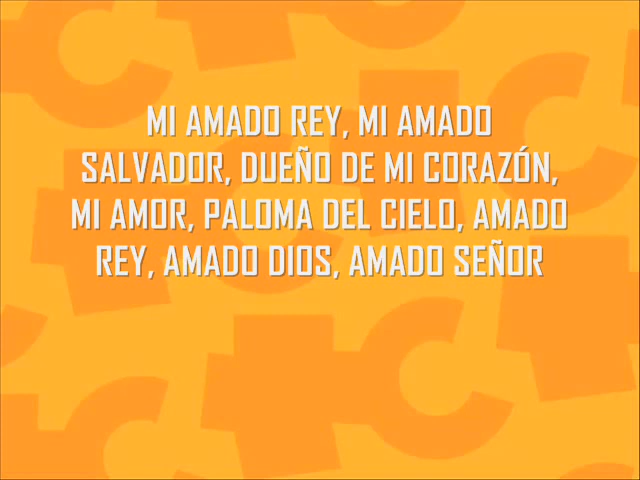 MI AMADO REY, MI AMADO
SALVADOR, DUEÑO DE MI CORAZÓN,
MI AMOR, PALOMA DEL CIELO, AMADO
REY, AMADO DIOS, AMADO SEÑOR